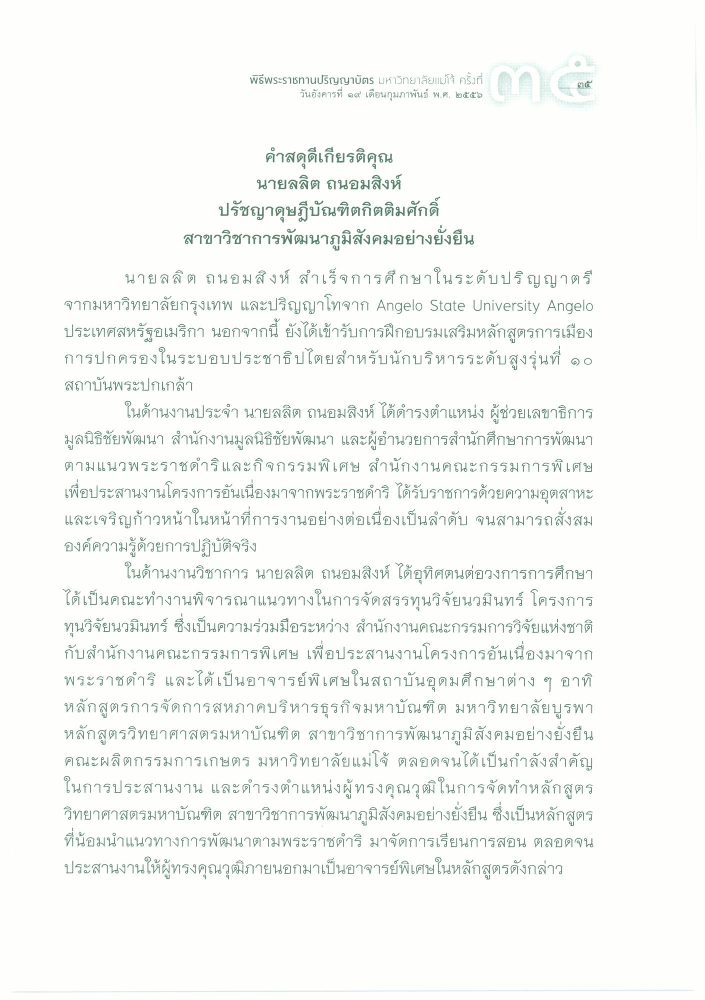 พิธีพระราชทานปริญญาบัตร มหาวิทยาลัยแม่โจ้ ครั้งที่ ๓๕
วันอังคารที่ ๑๙ เดือนกุมภาพันธ์ พ.ศ. ๒๕๕๖
๓๕
คำสดุดีเกียรติคุณ
นายลลิต ถนอมสิงห์
ปรัชญาดุษฎีบัณฑิตกิตติมศักดิ์
สาขาวิชาการพัฒนาภูมิสังคมอย่างยั่งยืน
นายลลิต ถนอมสิงห์ สำเร็จการศึกษาในระดับปริญญาตรี
จากมหาวิทยาลัยกรุงเทพ และปริญญาโทจาก Angelo State University Angelo
ประเทศสหรัฐอเมริกา นอกจากนี้ ยังได้เข้ารับการฝึกอบรมเสริมหลักสูตรการเมือง
การปกครองในระบอบประชาธิปไตยสำหรับนักบริหารระดับสูงรุ่นที่ ๑๐
สถาบันพระปกเกล้า
ในด้านงานประจำ นายลลิต ถนอมสิงห์ ได้ดำรงตำแหน่ง ผู้ช่วยเลขาธิการ
มูลนิธิชัยพัฒนา สำนักงานมูลนิธิชัยพัฒนา และผู้อำนวยการสำนักศึกษาการพัฒนา
ตามแนวพระราชดำริและกิจกรรมพิเศษ สำนักงานคณะกรรมการพิเศษ
เพื่อประสานงานโครงการอันเนื่องมาจากพระราชดำริ ได้รับราชการด้วยความอุตสาหะ
และเจริญก้าวหน้าในหน้าที่การงานอย่างต่อเนื่องเป็นลำดับ จนสามารถสั่งสม
องค์ความรู้ด้วยการปฏิบัติจริง
ในด้านงานวิชาการ นายลลิต ถนอมสิงห์ ได้อุทิศตนต่อวงการการศึกษา
ได้เป็นคณะทำงานพิจารณาแนวทางในการจัดสรรทุนวิจัยนวมินทร์ โครงการ
ทุนวิจัยนวมินทร์ ซึ่งเป็นความร่วมมือระหว่าง สำนักงานคณะกรรมการวิจัยแห่งชาติ
กับสำนักงานคณะกรรมการพิเศษ เพื่อประสานงานโครงการอันเนื่องมาจาก
พระราชดำริ และได้เป็นอาจารย์พิเศษในสถาบันอุดมศึกษาต่าง ๆ อาทิ
หลักสูตรการจัดการสหภาคบริหารธุรกิจมหาบัณฑิต มหาวิทยาลัยบูรพา
หลักสูตรวิทยาศาสตรมหาบัณฑิต สาขาวิชาการพัฒนาภูมิสังคมอย่างยั่งยืน
คณะผลิตกรรมการเกษตร มหาวิทยาลัยแม่โจ้ ตลอดจนได้เป็นกำลังสำคัญ
ในการประสานงาน และดำรงตำแหน่งผู้ทรงคุณวุฒิในการจัดทำหลักสูตร
วิทยาศาสตรมหาบัณฑิต สาขาวิชาการพัฒนาภูมิสังคมอย่างยั่งยืน ซึ่งเป็นหลักสูตร
ที่น้อมนำแนวทางการพัฒนาตามพระราชดำริ มาจัดการเรียนการสอน ตลอดจน
ประสานงานให้ผู้ทรงคุณวุฒิภายนอกมาเป็นอาจารย์พิเศษในหลักสูตรดังกล่าว